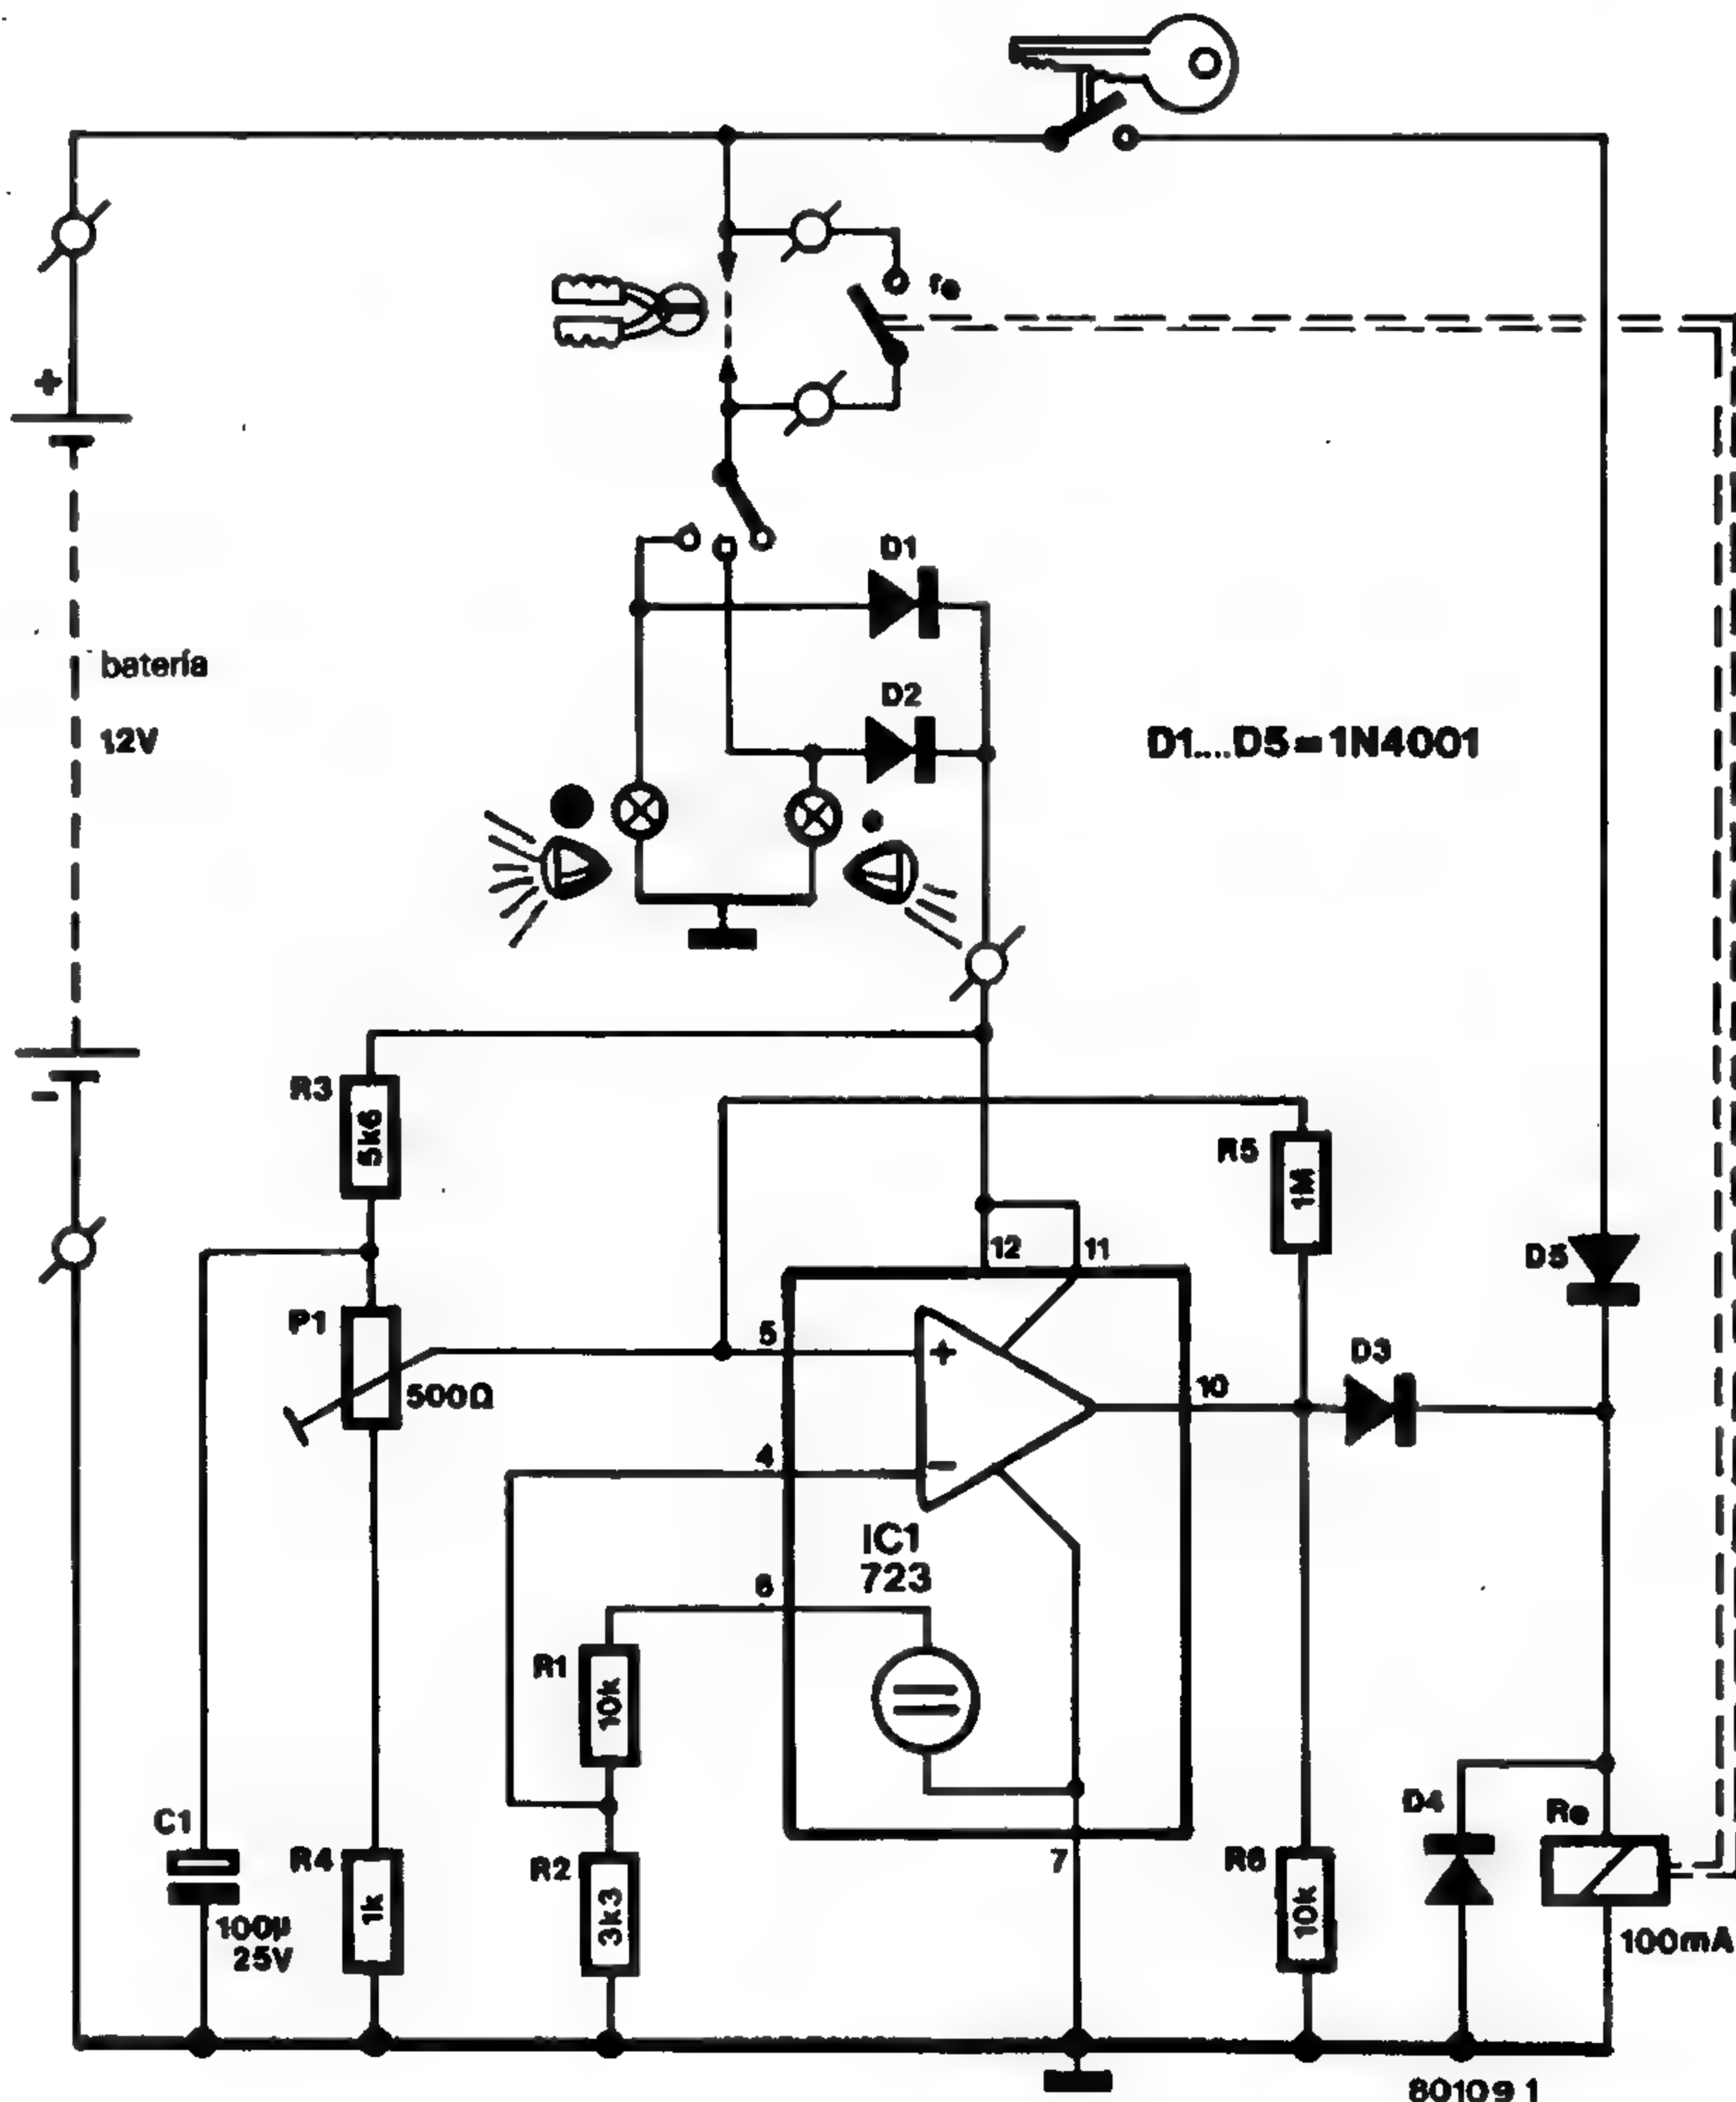 re
+
D1
batería
D2
12V
D1....D5=1N4001
R3
5k6
-
R5
1M
12
11
D5
P1
5
+
D3
500Ω
10
4
-
IC1
723
6
R1
10k
D4
Re
C1
R4
1k
R2
3k3
7
R6
10k
100µ
25V
100mA
80109 1